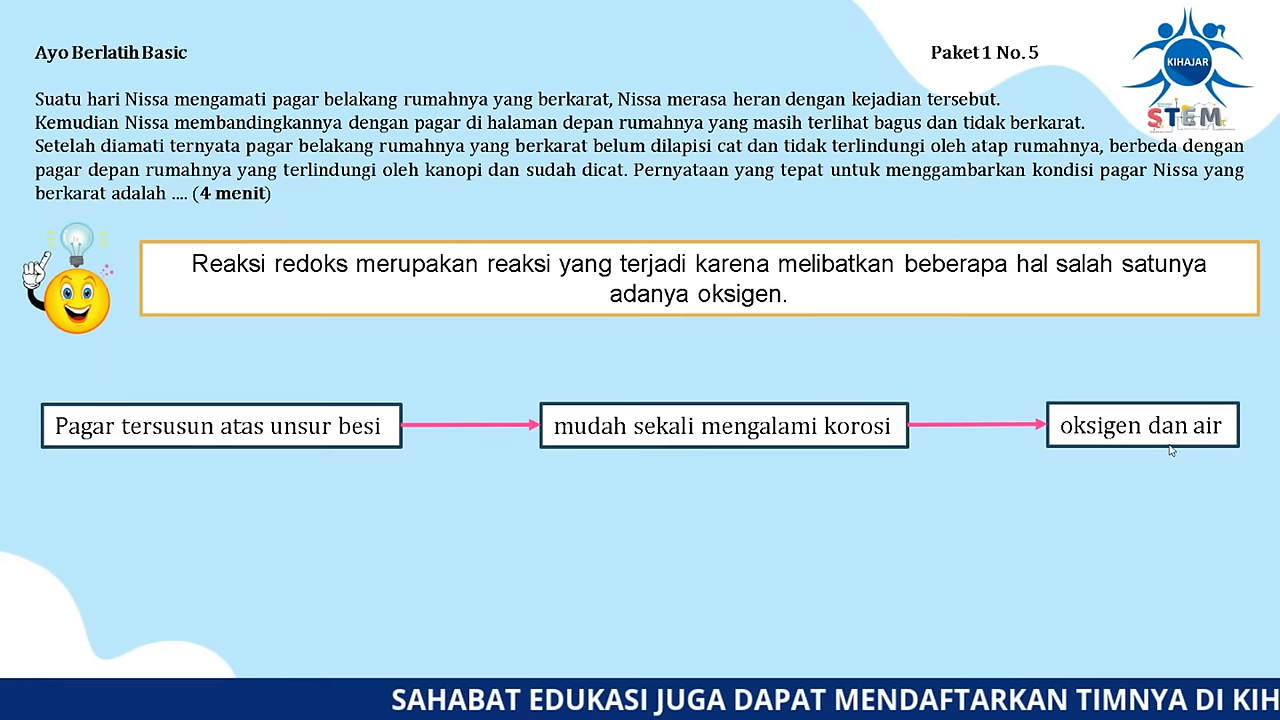 Ayo Berlatih Basic
Paket 1 No. 5
KIHAJAR
STEM
Suatu hari Nissa mengamati pagar belakang rumahnya yang berkarat, Nissa merasa heran dengan kejadian tersebut.
Kemudian Nissa membandingkannya dengan pagar di halaman depan rumahnya yang masih terlihat bagus dan tidak berkarat.
Setelah diamati ternyata pagar belakang rumahnya yang berkarat belum dilapisi cat dan tidak terlindungi oleh atap rumahnya, berbeda dengan
pagar depan rumahnya yang terlindungi oleh kanopi dan sudah dicat. Pernyataan yang tepat untuk menggambarkan kondisi pagar Nissa yang
berkarat adalah .... (4 menit)
Reaksi redoks merupakan reaksi yang terjadi karena melibatkan beberapa hal salah satunya
adanya oksigen.
Pagar tersusun atas unsur besi
mudah sekali mengalami korosi
oksigen dan air
SAHABAT EDUKASI JUGA DAPAT MENDAFTARKAN TIMNYA DI KIH